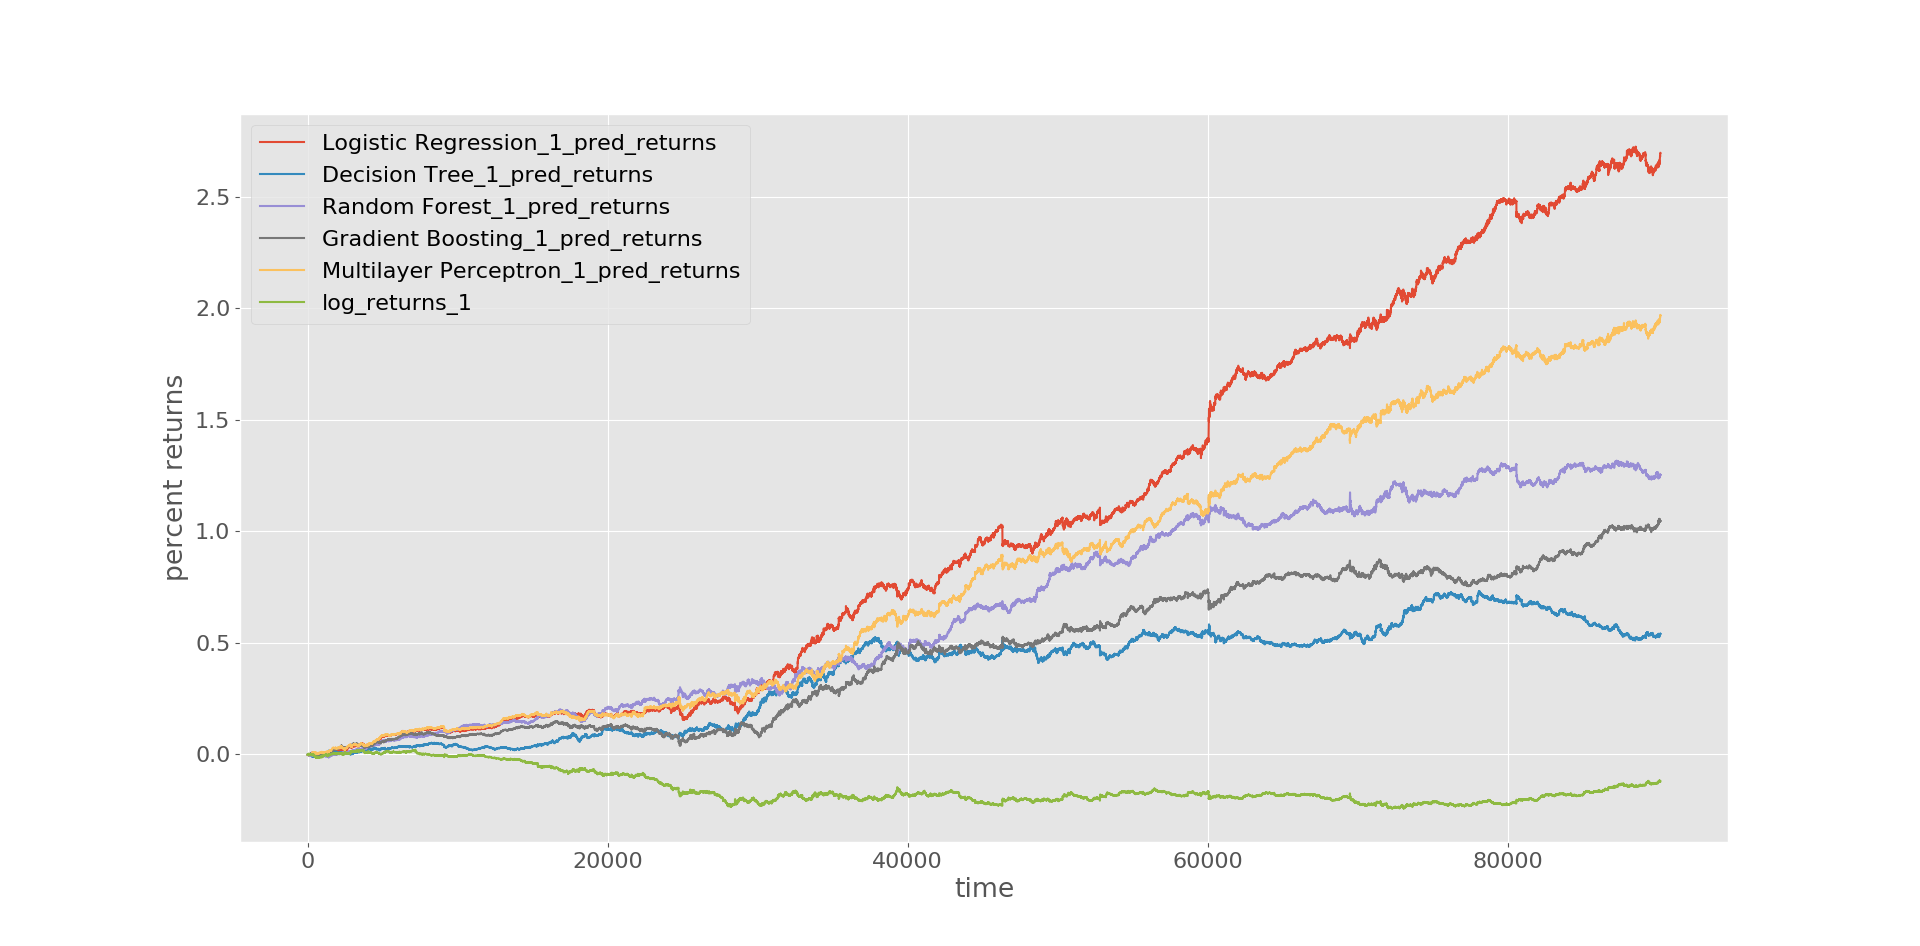 Logistic Regression_1_pred_returns
Decision Tree_1_pred_returns
Random Forest_1_pred_returns
Gradient Boosting_1_pred_returns
Multilayer Perceptron_1_pred_returns
log_returns_1
2.5
2.0
1.5
1.0
0.5
0.0
percent returns
0 20000 40000 60000 80000
time